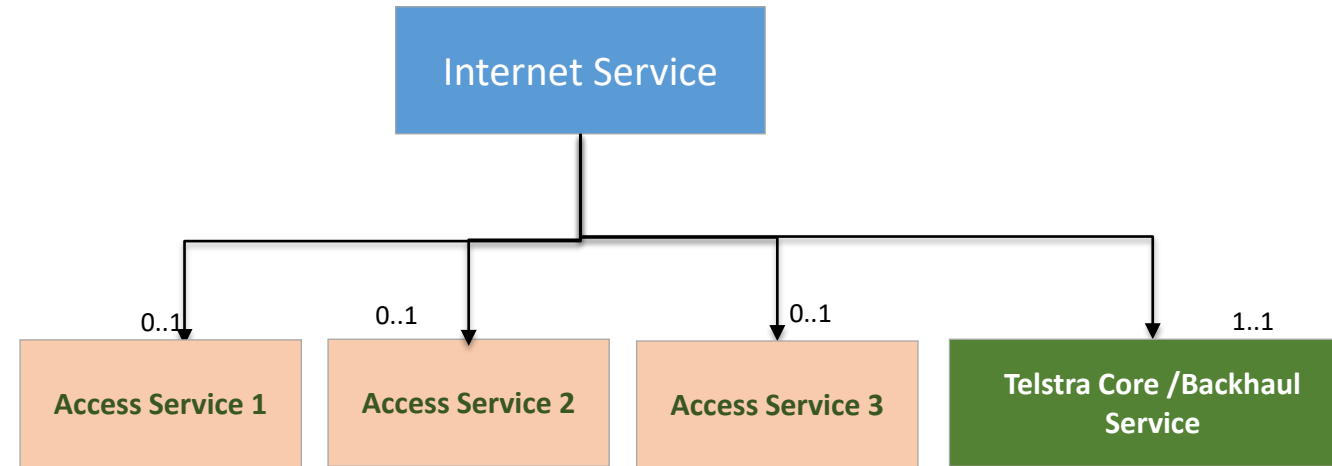 Internet Service
0..1
0..1
0..1
1..1
Access Service 1
Access Service 2
Access Service 3
Telstra Core /Backhaul
Service